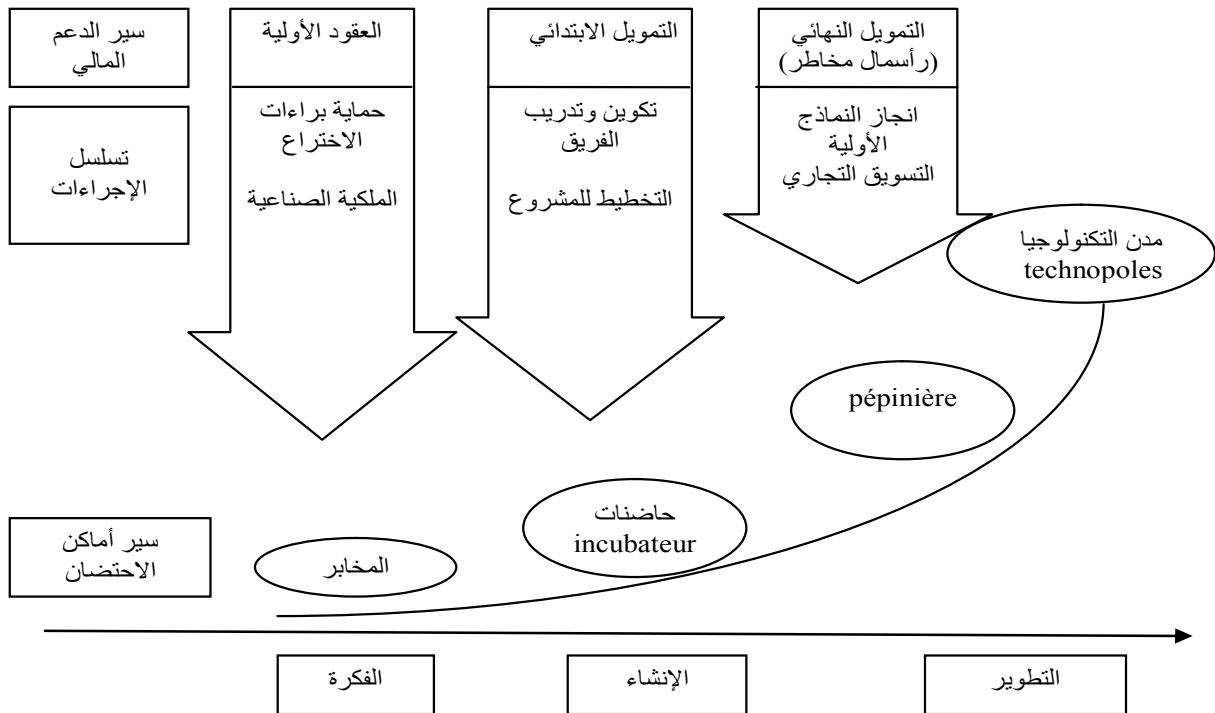 سير الدعم
المالي
العقود الأولية
التمويل الابتدائي
التمويل النهائي
(رأسمال مخاطر)
تسلسل
الإجراءات
حماية براءات
الاختراع
الملكية الصناعية
تكوين وتدريب
الفريق
التخطيط للمشروع
انجاز النماذج
الأولية
التسويق التجاري
مدن التكنولوجيا
technopoles
pépinière
حاضنات
incubateur
المخابر
سير أماكن
الاحتضان
الفكرة
الإنشاء
التطوير